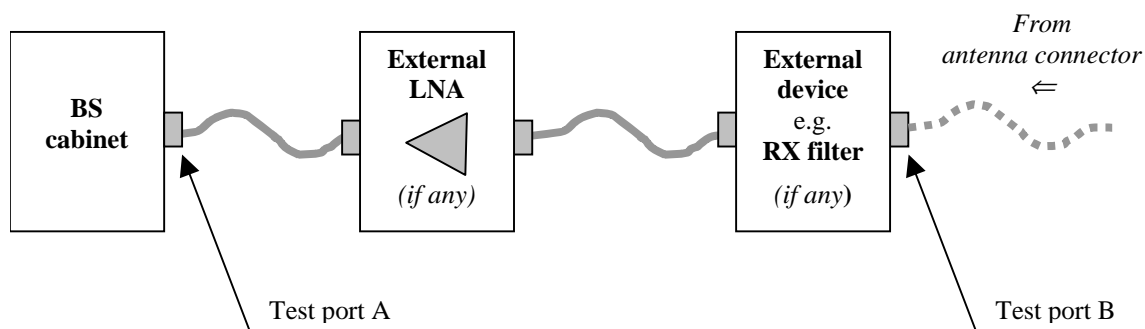 BS
cabinet
External
LNA
(if any)
External
device
e.g.
RX filter
(if any)
From
antenna connector
⇐
Test port A
Test port B